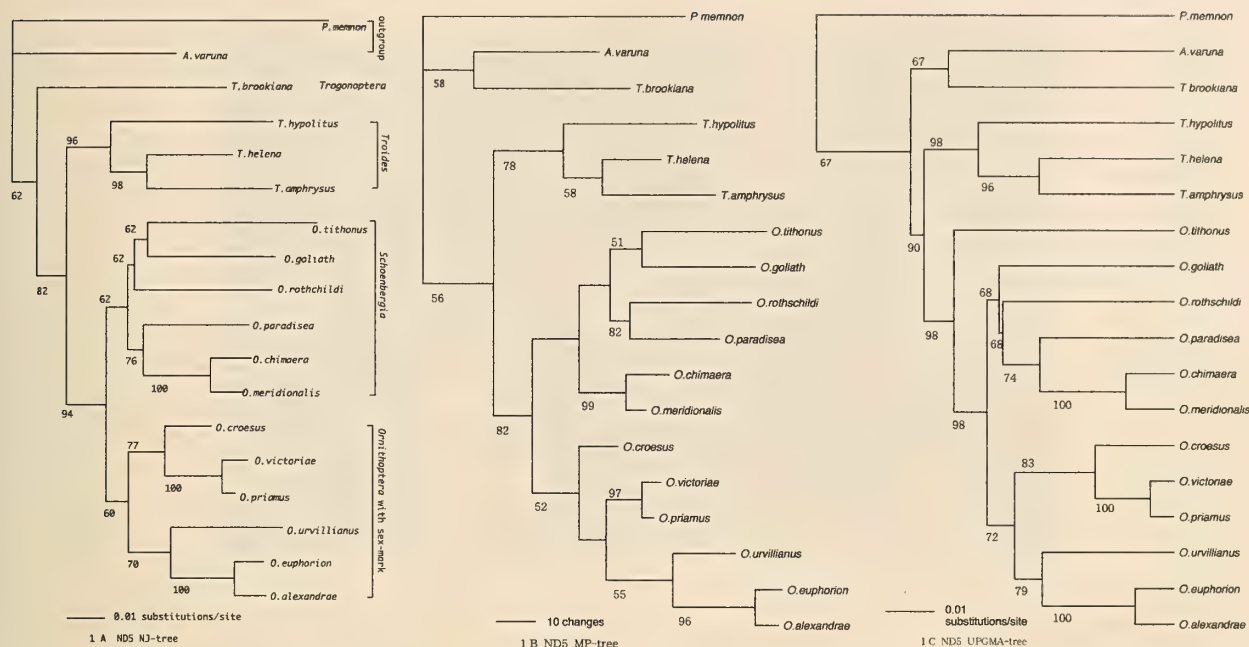 P.memnon
outgroup
A.varuna
T.brookiana Trogonoptera
96
T.hypolitus
Troides
T.helena
98
T.amphrysus
62
62
O.tithonus
Schoenbergia
62
O.goliath
82
62
O.rothchildi
O.paradisea
76
O.chimaera
100
O.meridionalis
94
77
O.croesus
Ornithoptera with sex-mark
O.victoriae
100
O.priamus
60
O.urvillianus
70
O.euphorion
100
O.alexandrae
0.01 substitutions/site
1 A ND5 NJ-tree
P.memnon
A.varuna
58
T.brookiana
T.hypolitus
78
T.helena
58
T.amphrysus
O.tithonus
51
O.goliath
56
O.rothschildi
82
O.paradisea
O.chimaera
99
O.meridionalis
82
O.croesus
O.victoriae
97
O.priamus
52
O.urvillianus
55
O.euphorion
96
O.alexandrae
10 changes
1 B ND5 MP-tree
P.memnon
A.varuna
67
T.brookiana
T.hypolitus
98
67
T.helena
96
T.amphrysus
O.tithonus
90
O.goliath
68
O.rothschildi
98
68
O.paradisea
74
O.chimaera
100
O.meridionalis
98
O.croesus
83
O.victonae
100
O.priamus
72
O.urvillianus
79
O.euphorion
100
O.alexandrae
0.01
substitutions/site
1 C ND5 UPGMA-tree